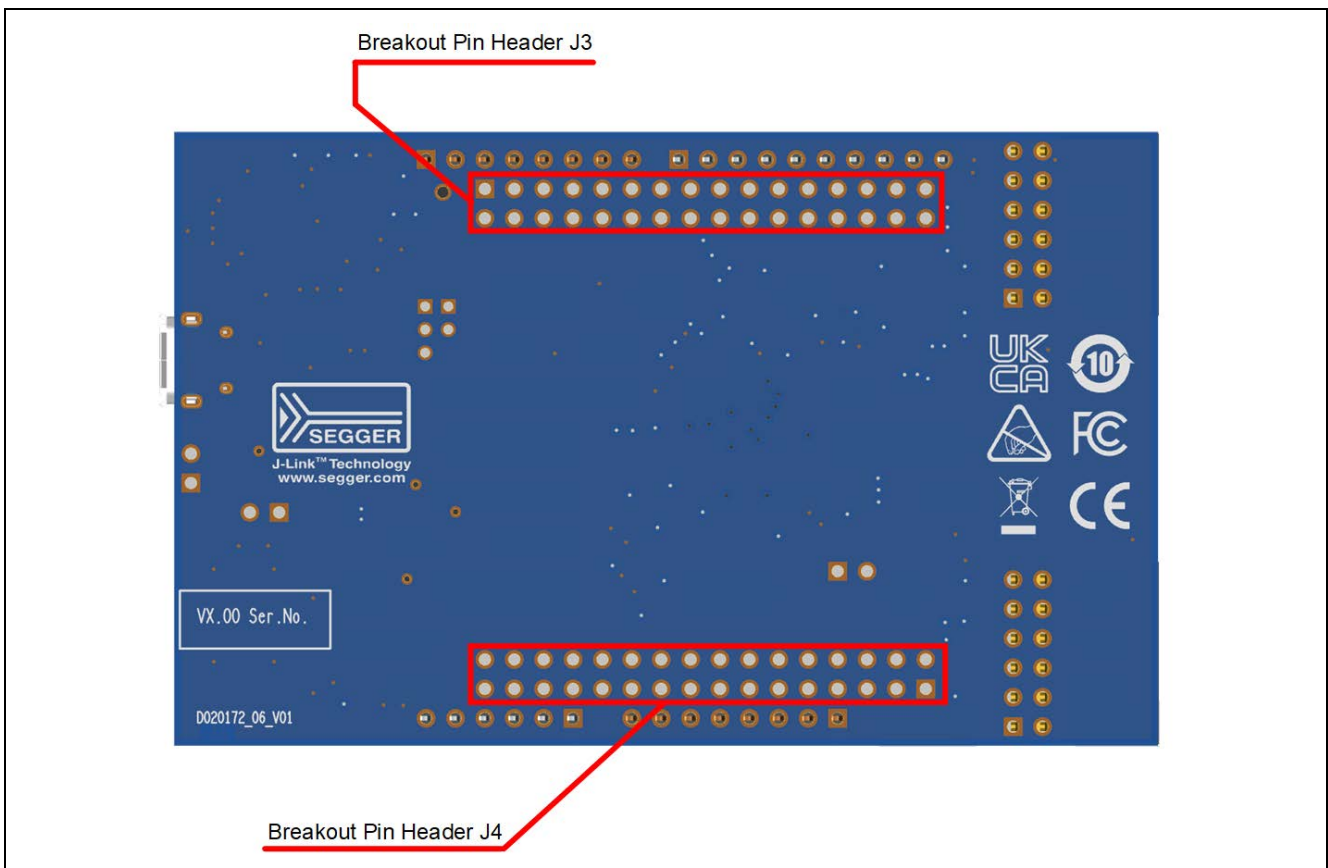 Breakout Pin Header J3
UK
CA
10
SEGGER
FC
J-Link™ Technology
www.segger.com
CE
VX.00 Ser.No.
D020172_06_V01
Breakout Pin Header J4